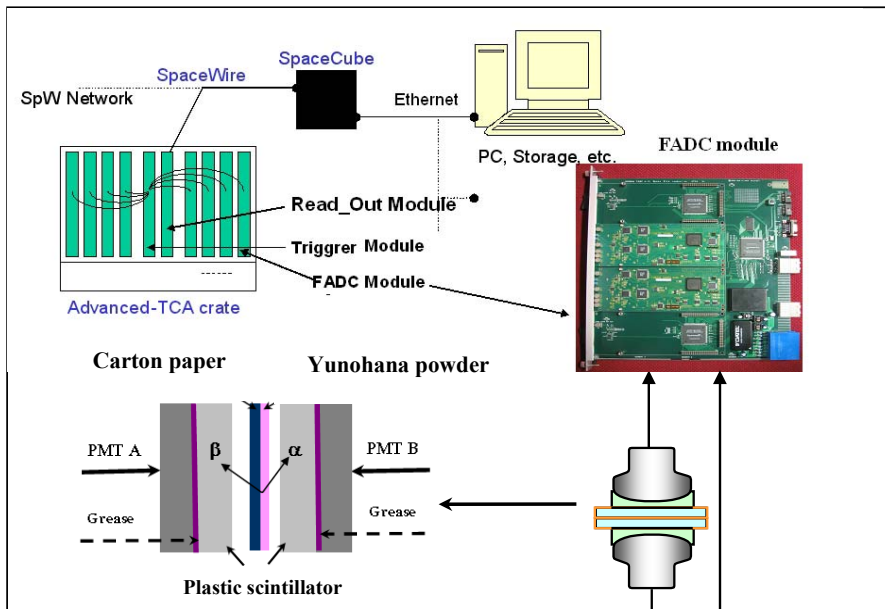 SpaceCube
SpaceWire
SpW Network
Ethernet
PC, Storage, etc.
FADC module
Read_Out Module
Triggrer Module
FADC Module
Advanced-TCA crate
Carton paper
Yunohana powder
PMT A
β
α
PMT B
Grease
Grease
Plastic scintillator